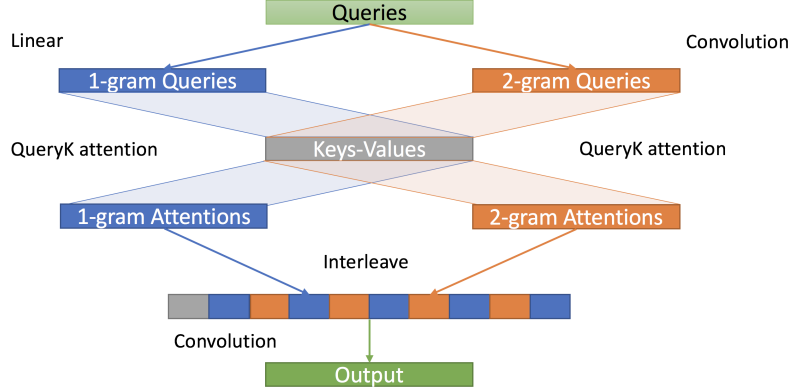 Queries
Linear
Convolution
1-gram Queries
2-gram Queries
QueryK attention
Keys-Values
QueryK attention
1-gram Attentions
2-gram Attentions
Interleave
Convolution
Output